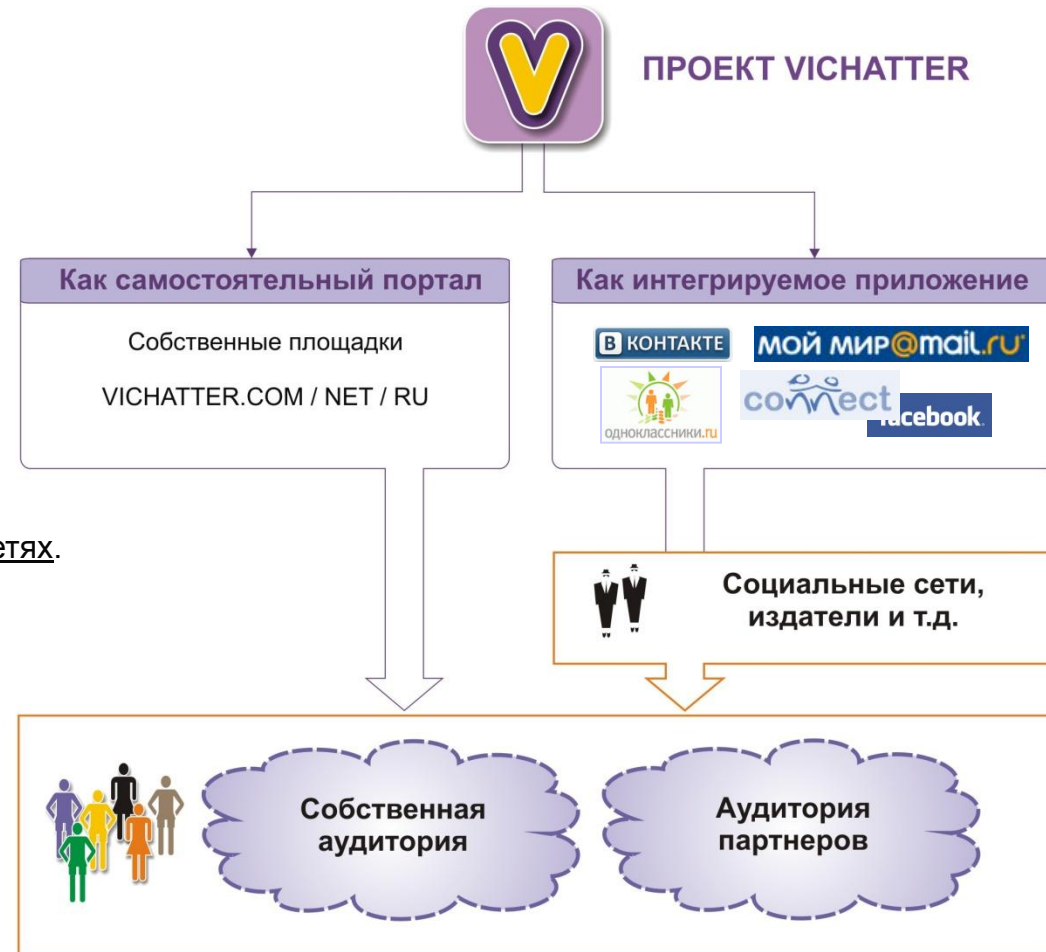 V
ПРОЕКТ VICHATTER
Как самостоятельный портал
Собственные площадки
VICHATTER.COM / NET / RU
Как интегрируемое приложение
В КОНТАКТЕ
МОЙ МИР@mail.ru
одноклассники.ru
connect
facebook
етях.
Социальные сети,
издатели и т.д.
Собственная
аудитория
Аудитория
партнеров